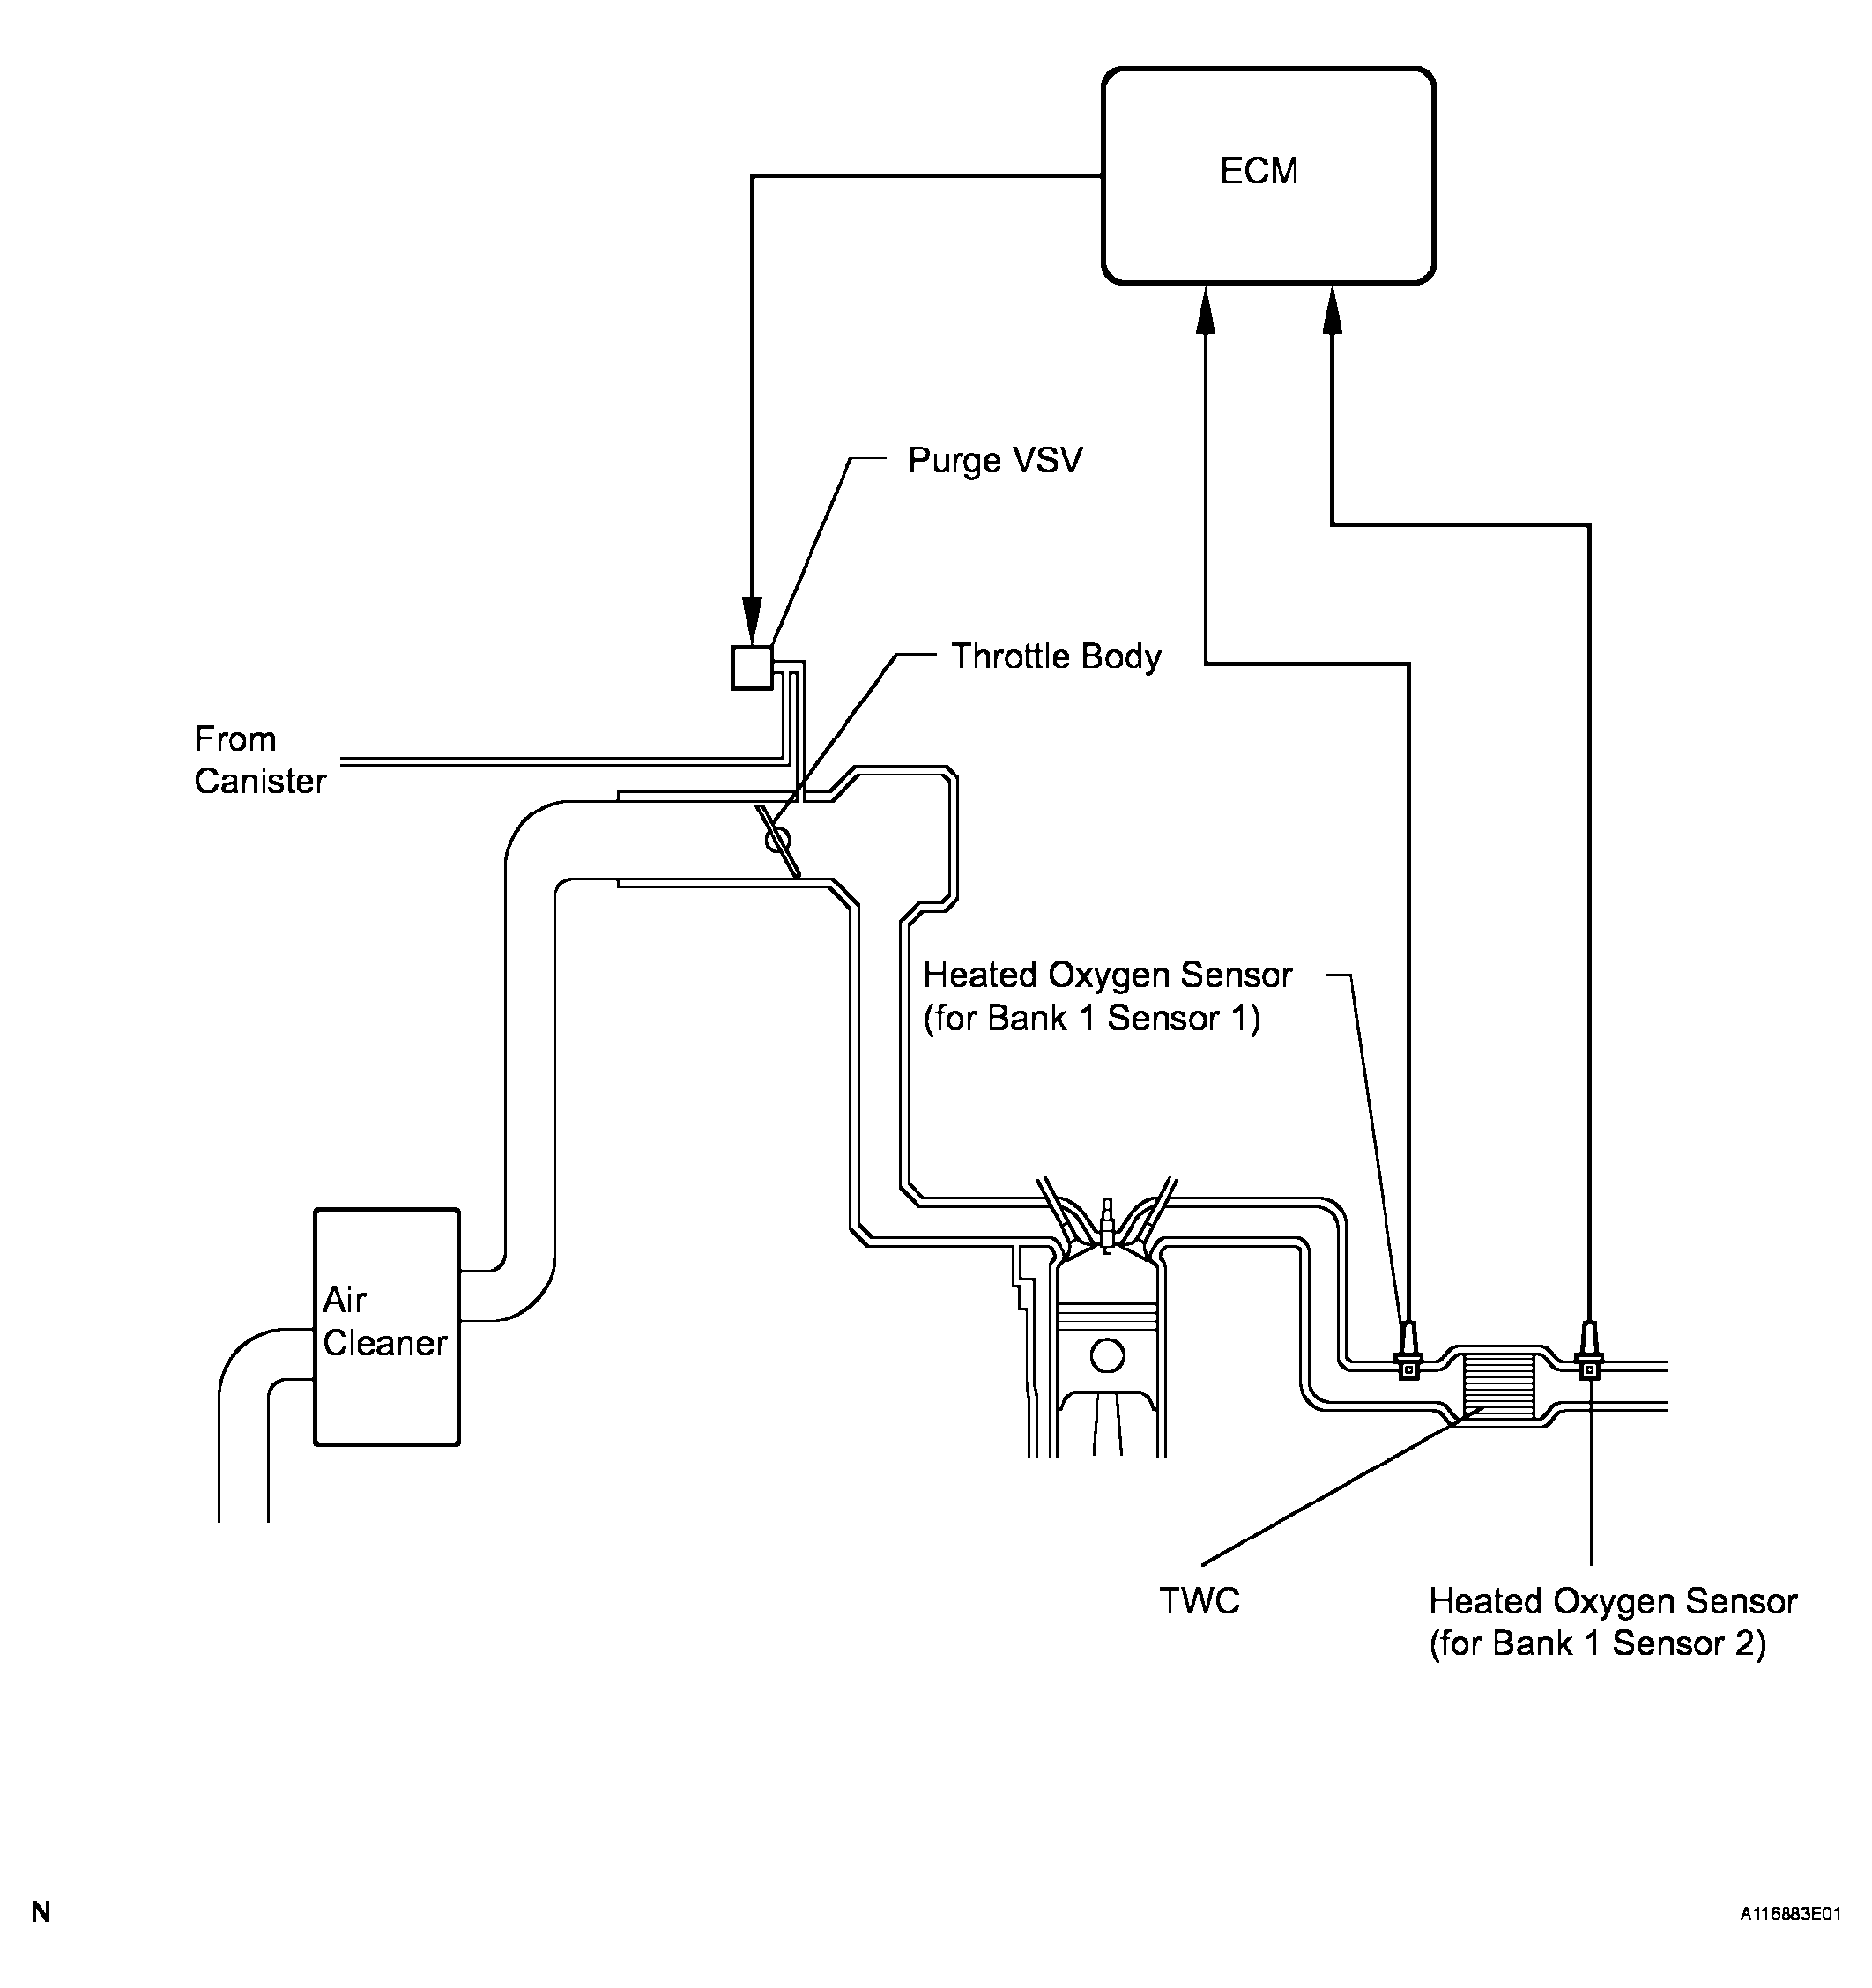 ECM
Purge VSV
Throttle Body
From
Canister
Heated Oxygen Sensor
(for Bank 1 Sensor 1)
Air
Cleaner
TWC
Heated Oxygen Sensor
(for Bank 1 Sensor 2)
N
A116883E01